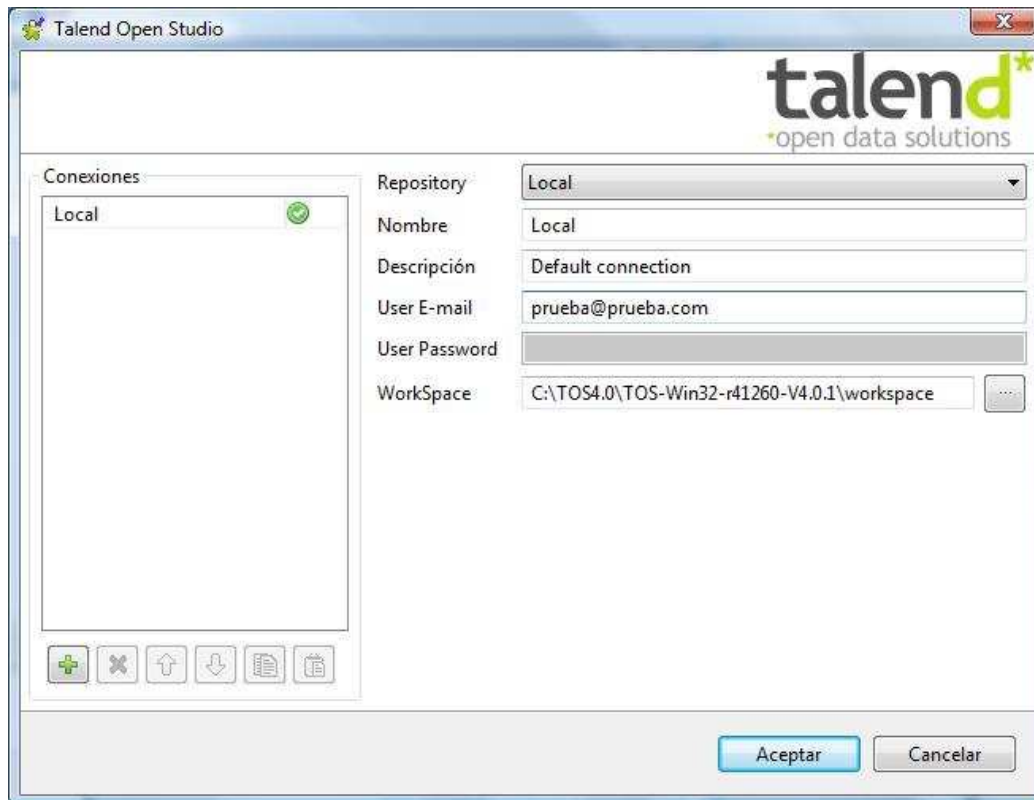 Talend Open Studio
talend*
*open data solutions
Conexiones
Local
Repository Local
Nombre Local
Descripción Default connection
User E-mail prueba@prueba.com
User Password
WorkSpace C:\TOS4.0\TOS-Win32-r41260-V4.0.1\workspace ...
Aceptar Cancelar